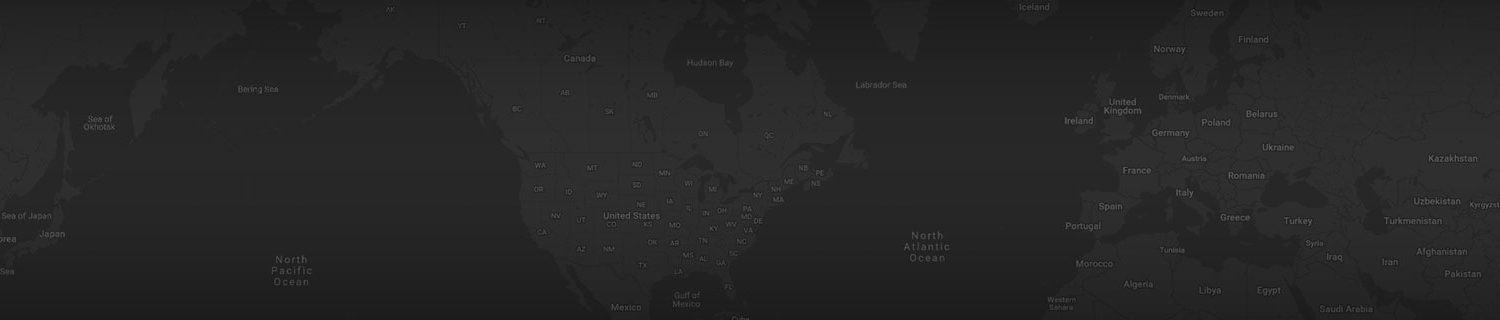 AK
YT
NT
Iceland
Sweden
Finland
Norway
Canada
Hudson Bay
Bering Sea
Labrador Sea
AB
MB
SK
BC
Sea of
Okhotsk
ON
QC
NL
United
Kingdom
Ireland
Denmark
Poland
Belarus
Germany
Ukraine
Austria
France
Romania
Kazakhstan
WA
MT
ND
MN
OR
ID
SD
WI
MI
WY
NE
IA
NB
PE
ME
NS
NH
NY
MA
Italy
Spain
Portugal
Greece
Turkey
Uzbekistan
Kyrgyzst
Turkmenistan
NV
UT
United States
CO
KS
MO
IL
IN
OH
PA
MD
DE
WV
VA
KY
CA
AZ
NM
OK
AR
TN
NC
MS
AL
SC
GA
TX
LA
FL
Sea of Japan
Japan
orea
Sea
North
Pacific
Ocean
North
Atlantic
Ocean
Mexico
Gulf of
Mexico
Cuba
Tunisia
Syria
Iraq
Iran
Afghanistan
Pakistan
Morocco
Algeria
Libya
Egypt
Western
Sahara
Saudi Arabia